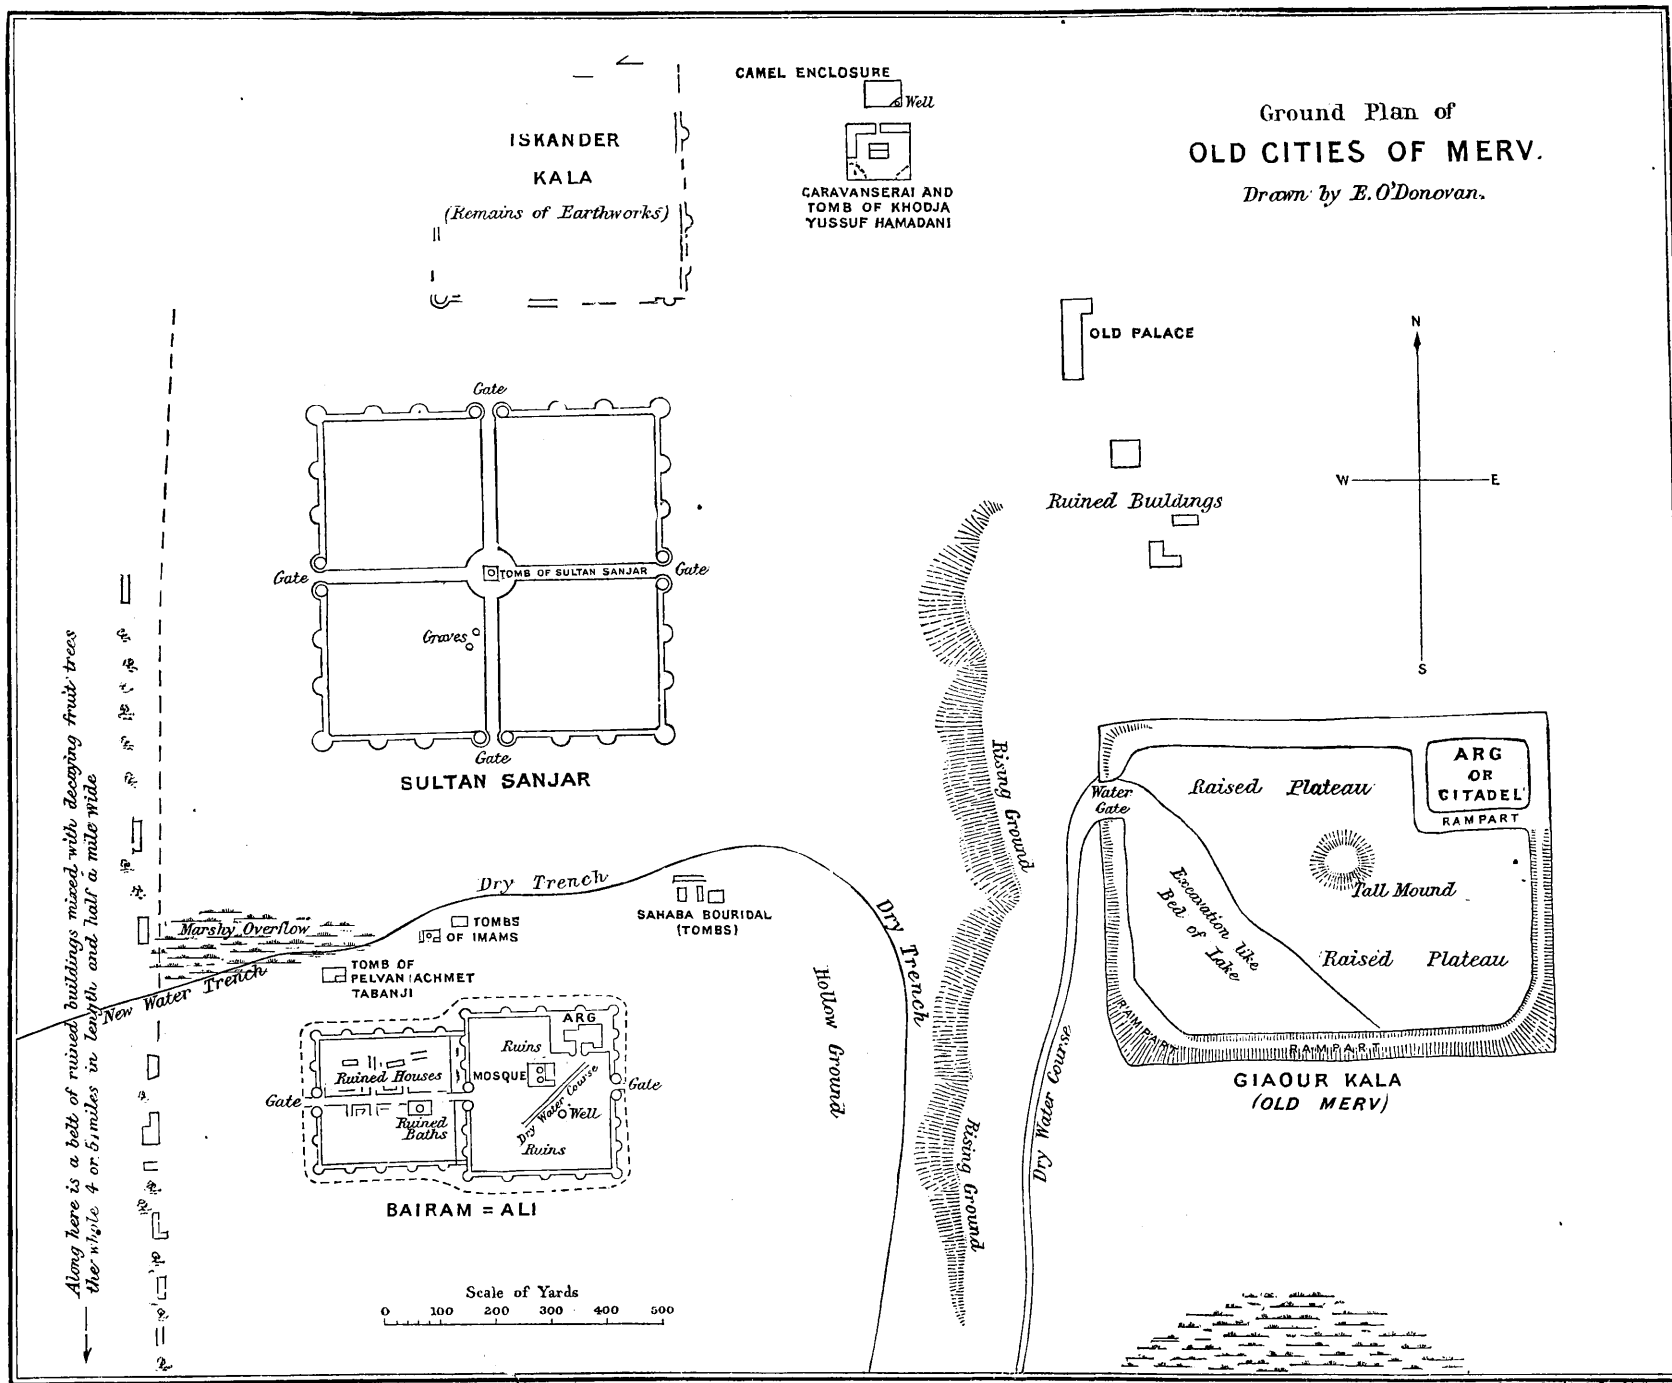 Ground Plan of
OLD CITIES OF MERV.
Drawn by E. O'Donovan.
CAMEL ENCLOSURE
Well
CARAVANSERAI AND
TOMB OF KHODJA
YUSSUF HAMADANI
ISKANDER
KALA
(Remains of Earthworks)
OLD PALACE
Ruined Buildings
N
W
E
S
Gate
Gate
TOMB OF SULTAN SANJAR
Gate
Graves
Gate
SULTAN SANJAR
Along here is a belt of ruined buildings mixed with decaying fruit trees
the whole 4 or 5 miles in length and half a mile wide
Rising Ground
Water
Gate
Raised Plateau
ARG
OR
CITADEL
RAMPART
Tall Mound
Excavation like
Bed of Lake
Raised Plateau
RAMPART
RAMPART
GIAOUR KALA
(OLD MERV)
Dry Trench
Dry Trench
SAHABA BOURIDAL
(TOMBS)
TOMBS
OF IMAMS
Marshy Overflow
New Water Trench
TOMB OF
PELVAN ACHMET
TABANJI
Hollow Ground
Rising Ground
Dry Water Course
ARG
Ruins
MOSQUE
Ruined Houses
Dry Water Course
Gate
Gate
Well
Ruined
Baths
Ruins
BAIRAM=ALI
Scale of Yards
0 100 200 300 400 500